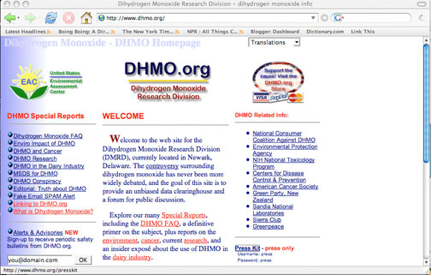 Dihydrogen Monoxide Research Division - dihydrogen monoxide info
http://www.dhmo.org/
Google
Latest Headlines
Boing Boing: A Dir...
The New York Tim...
NPR : All Things C...
Blogger: Dashboard
Dictionary.com
Link This
Dihydrogen Monoxide - DHMO Homepage
Translations
EAC
United States
Environmental
Assessment
Center
DHMO.org
Dihydrogen Monoxide
Research Division
Support the
cause! Visit the
DHMO.org
Store.
VISA
DHMO Special Reports
Dihydrogen Monoxide FAQ
Enviro Impact Of DHMO
DHMO and Cancer
DHMO Research
DHMO in the Dairy Industry
MSDS for DHMO
DHMO Conspiracy
Editorial: Truth about DHMO
Fake Email SPAM Alert
Linking to DHMO.org
What is Dihydrogen Monoxide?
Alerts & Advisories NEW
Sign-up to receive periodic safety
bulletins from DHMO.org.
you@domain.com
OK
WELCOME
Welcome to the web site for the
Dihydrogen Monoxide Research Division
(DMRD), currently located in Newark,
Delaware. The controversy surrounding
dihydrogen monoxide has never been more
widely debated, and the goal of this site is to
provide an unbiased data clearinghouse and
a forum for public discussion.
Explore our many Special Reports,
including the DHMO FAQ, a definitive
primer on the subject, plus reports on the
environment, cancer, current research, and
an insider exposé about the use of DHMO in
the dairy industry.
DHMO Related Info:
National Consumer
Coalition Against DHMO
Environmental Protection
Agency
NIH National Toxicology
Program
Centers for Disease
Control & Prevention
American Cancer Society
Green Party, New
Zealand
Sandia National
Laboratories
Sierra Club
Greenpeace
Press Kit - press only
Username: press
Password: press
http://www.dhmo.org/presskit